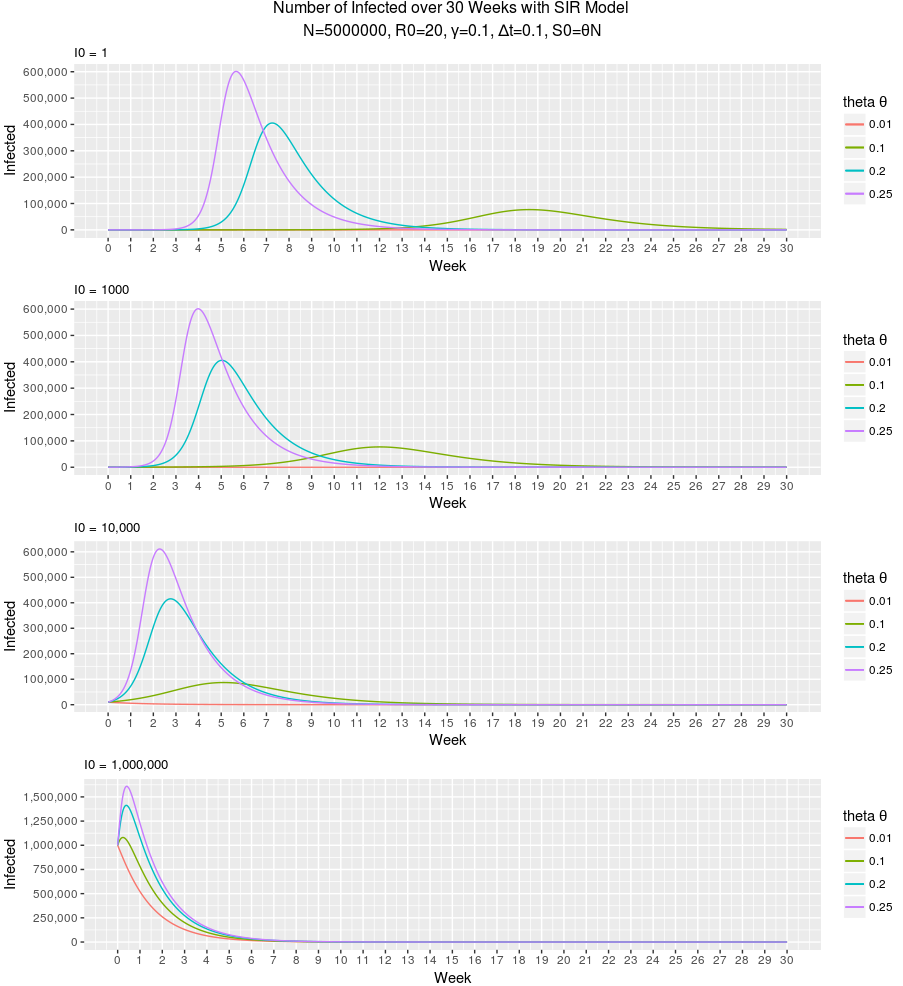 Number of Infected over 30 Weeks with SIR Model
N=5000000, R0=20, γ=0.1, Δt=0.1, S0=θN
I0 = 1
600,000
500,000
400,000
300,000
200,000
100,000
0
Infected
0 1 2 3 4 5 6 7 8 9 10 11 12 13 14 15 16 17 18 19 20 21 22 23 24 25 26 27 28 29 30
Week
theta θ
0.01
0.1
0.2
0.25
I0 = 1000
600,000
500,000
400,000
300,000
200,000
100,000
0
Infected
0 1 2 3 4 5 6 7 8 9 10 11 12 13 14 15 16 17 18 19 20 21 22 23 24 25 26 27 28 29 30
Week
theta θ
0.01
0.1
0.2
0.25
I0 = 10,000
600,000
500,000
400,000
300,000
200,000
100,000
0
Infected
0 1 2 3 4 5 6 7 8 9 10 11 12 13 14 15 16 17 18 19 20 21 22 23 24 25 26 27 28 29 30
Week
theta θ
0.01
0.1
0.2
0.25
I0 = 1,000,000
1,500,000
1,250,000
1,000,000
750,000
500,000
250,000
0
Infected
0 1 2 3 4 5 6 7 8 9 10 11 12 13 14 15 16 17 18 19 20 21 22 23 24 25 26 27 28 29 30
Week
theta θ
0.01
0.1
0.2
0.25